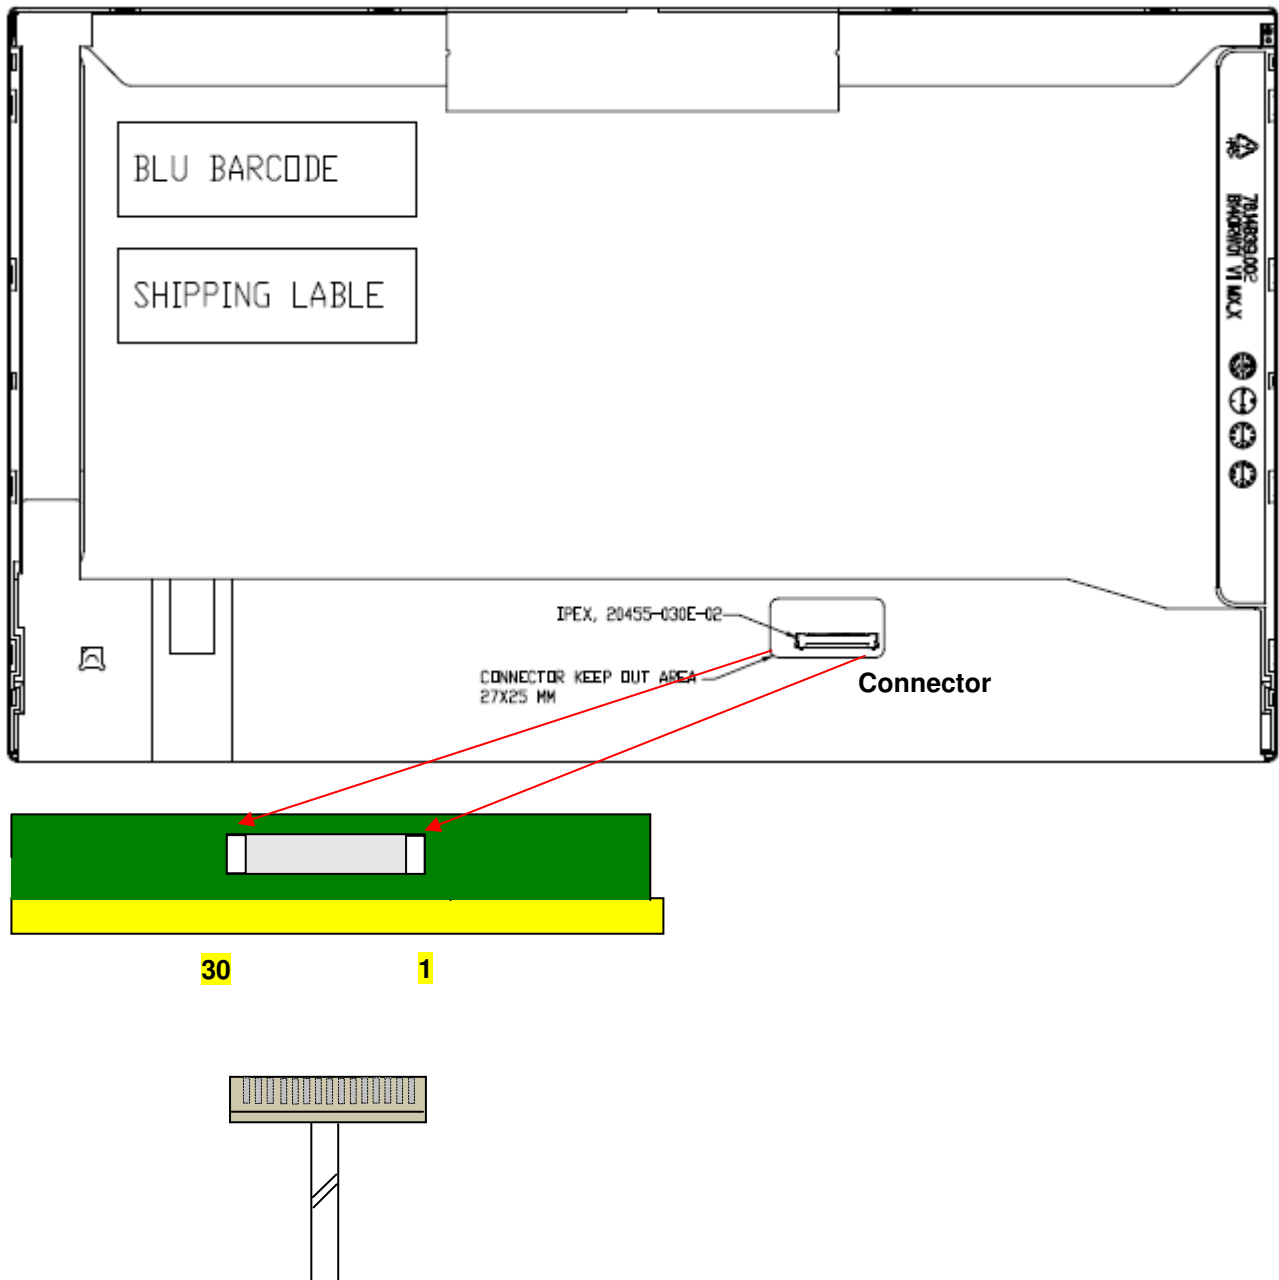 BLU BARCODE
SHIPPING LABLE
IPEX, 20455-030E-02
CONNECTOR KEEP OUT AREA
27X25 MM
Connector
30
1